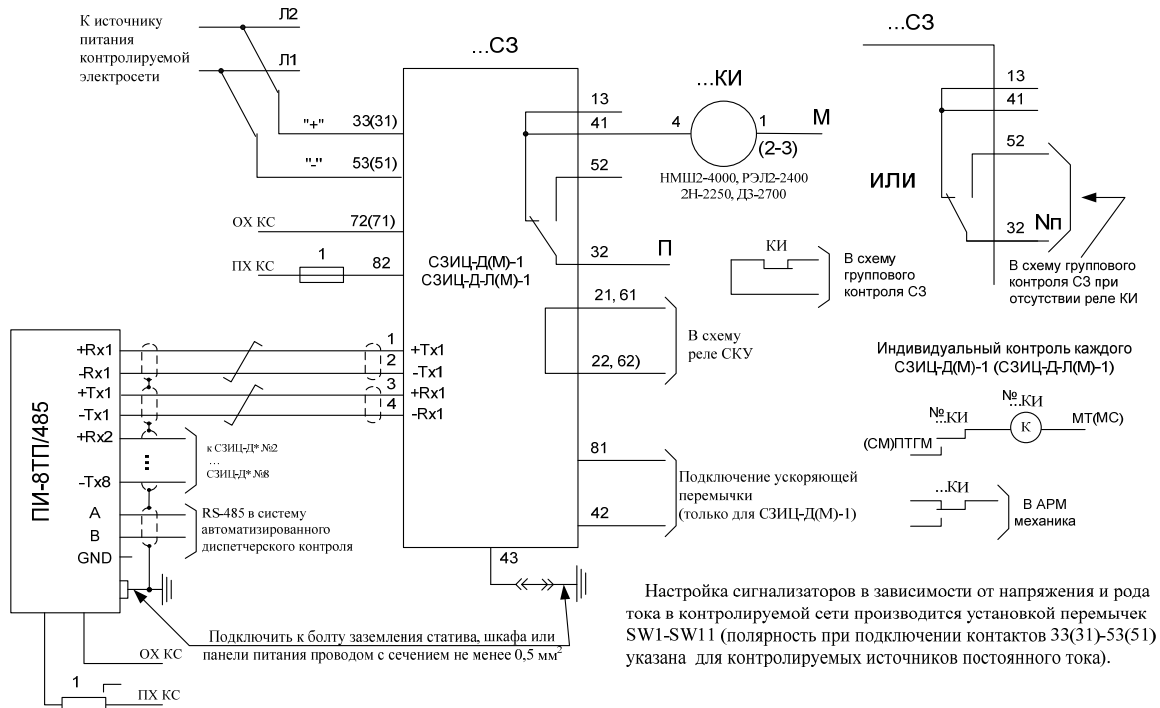 К источнику
питания
контролируемой
электросети
Л2
Л1
...СЗ
"+"
33(31)
"-"
53(51)
ОХ КС
72(71)
ПХ КС
1
82
СЗИЦ-Д(М)-1
СЗИЦ-Д-Л(М)-1
13
41
52
32
П
...КИ
4
1
М
(2-3)
НМШ2-4000, РЭЛ2-2400
2Н-2250, Д3-2700
КИ
В схему
группового
контроля СЗ
21, 61
22, 62)
В схему
реле СКУ
81
42
Подключение ускоряющей
перемычки
(только для СЗИЦ-Д(М)-1)
43
...СЗ
13
41
52
ИЛИ
32
Nп
В схему группового
контроля СЗ при
отсутствии реле КИ
Индивидуальный контроль каждого
СЗИЦ-Д(М)-1 (СЗИЦ-Д-Л(М)-1)
№...КИ
№...КИ
К
МТ(МС)
(СМ)ПТГМ
...КИ
В АРМ
механика
ПИ-8ТП/485
+Rx1
-Rx1
+Tx1
-Tx1
+Rx2
-Tx8
A
B
GND
1
2
3
4
+Tx1
-Tx1
+Rx1
-Rx1
к СЗИЦ-Д* №2
...
СЗИЦ-Д* №8
RS-485 в систему
автоматизированного
диспетчерского контроля
Подключить к болту заземления статива, шкафа или
панели питания проводом с сечением не менее 0,5 мм²
ОХ КС
1
ПХ КС
Настройка сигнализаторов в зависимости от напряжения и рода
тока в контролируемой сети производится установкой перемычек
SW1-SW11 (полярность при подключении контактов 33(31)-53(51)
указана для контролируемых источников постоянного тока).